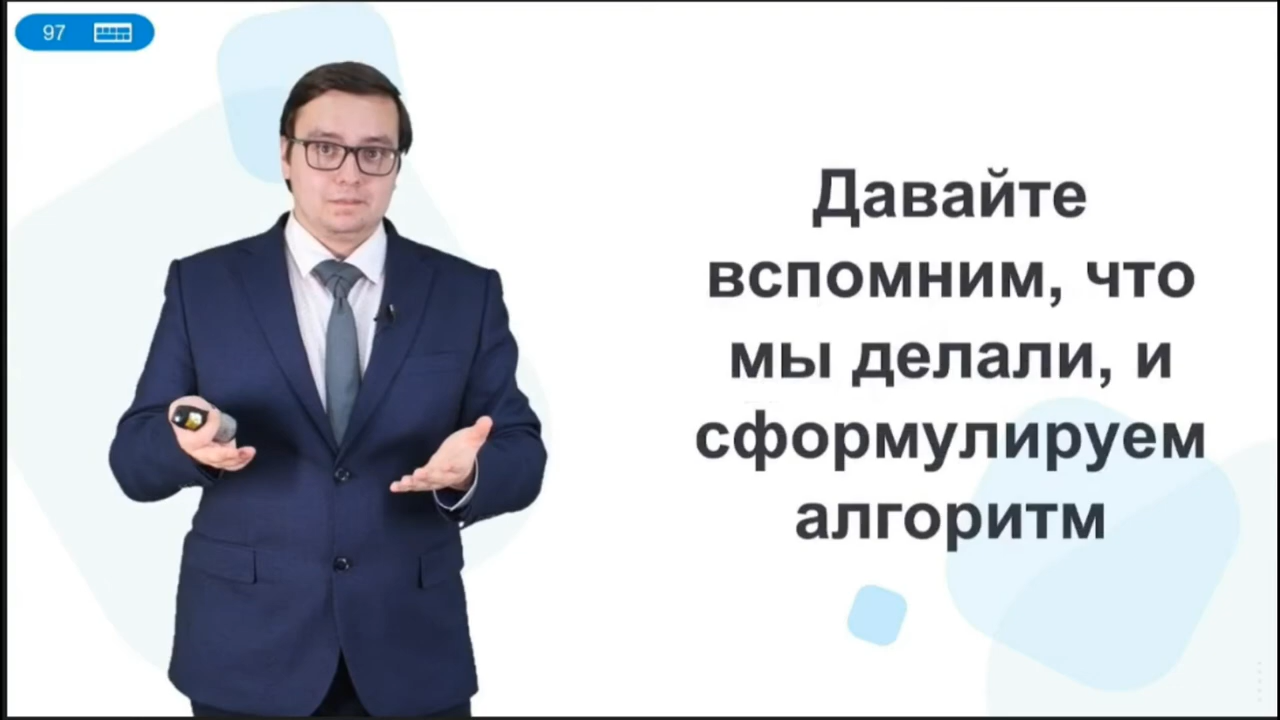 97
Давайте
вспомним, что
мы делали, и
сформулируем
алгоритм